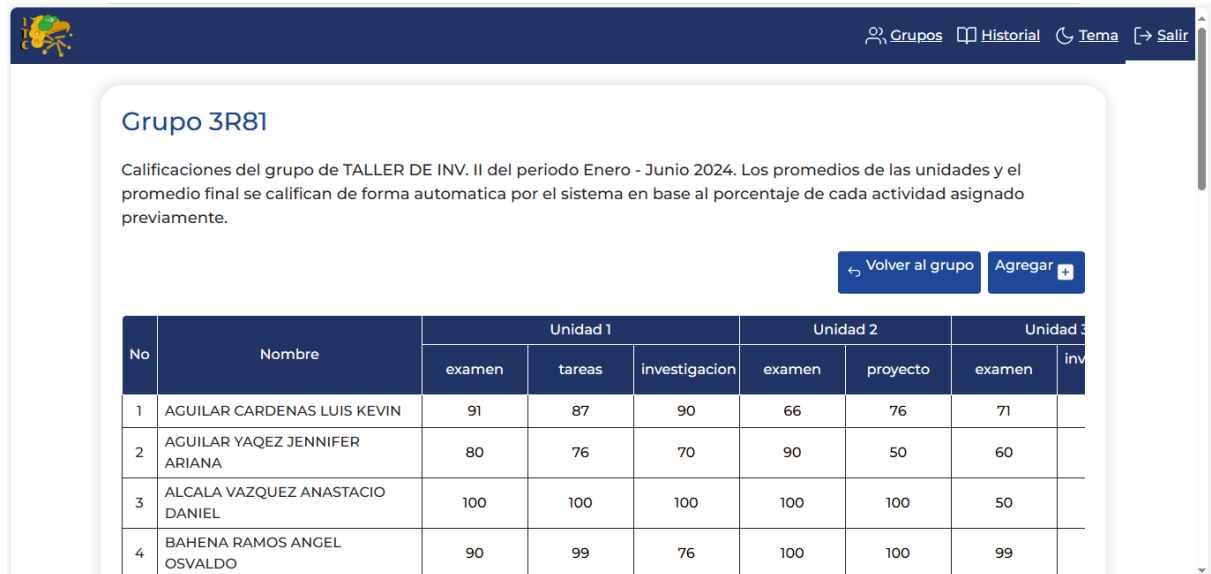 ITC
Grupos Historial Tema Salir
Grupo 3R81
Calificaciones del grupo de TALLER DE INV. II del periodo Enero - Junio 2024. Los promedios de las unidades y el
promedio final se califican de forma automatica por el sistema en base al porcentaje de cada actividad asignado
previamente.
Volver al grupo Agregar
No Nombre Unidad 1 Unidad 2 Unidad 3
examen tareas investigacion examen proyecto examen inv
1 AGUILAR CARDENAS LUIS KEVIN 91 87 90 66 76 71
2 AGUILAR YAQEZ JENNIFER
ARIANA 80 76 70 90 50 60
3 ALCALA VAZQUEZ ANASTACIO
DANIEL 100 100 100 100 100 50
4 BAHENA RAMOS ANGEL
OSVALDO 90 99 76 100 100 99